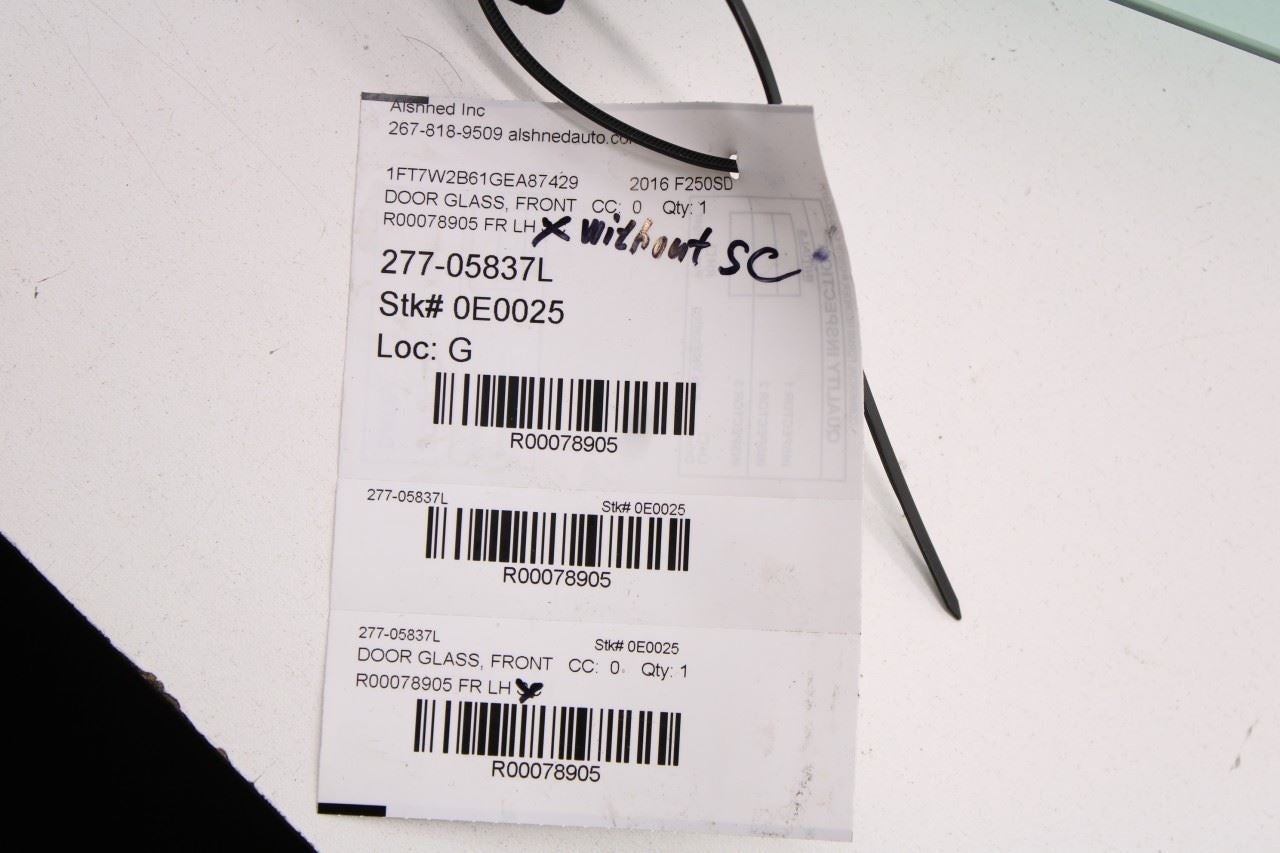 Alshned Inc
267-818-9509 alshnedauto.co
1FT7W2B61GEA87429 2016 F250SD
DOOR GLASS, FRONT CC: 0 Qty: 1
R00078905 FR LH x without SC
277-05837L
Stk# 0E0025
Loc: G
R00078905
277-05837L Stk# 0E0025
R00078905
277-05837L Stk# 0E0025
DOOR GLASS, FRONT CC: 0 Qty: 1
R00078905 FR LH
R00078905